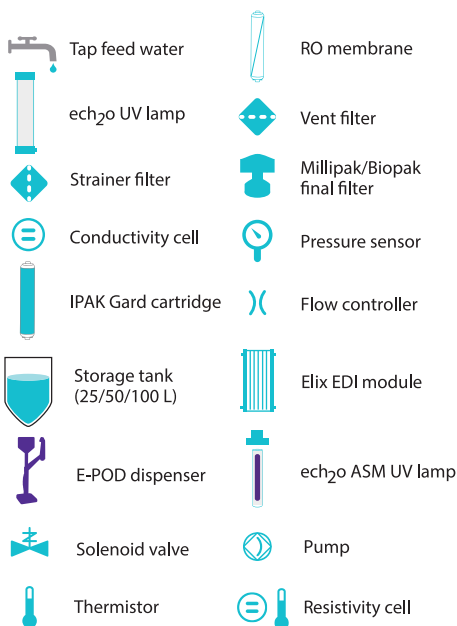 Tap feed water
RO membrane
ech2o UV lamp
Vent filter
Strainer filter
Millipak/Biopak
final filter
Conductivity cell
Pressure sensor
IPAK Gard cartridge
Flow controller
Storage tank
(25/50/100 L)
Elix EDI module
E-POD dispenser
ech2o ASM UV lamp
Solenoid valve
Pump
Thermistor
Resistivity cell